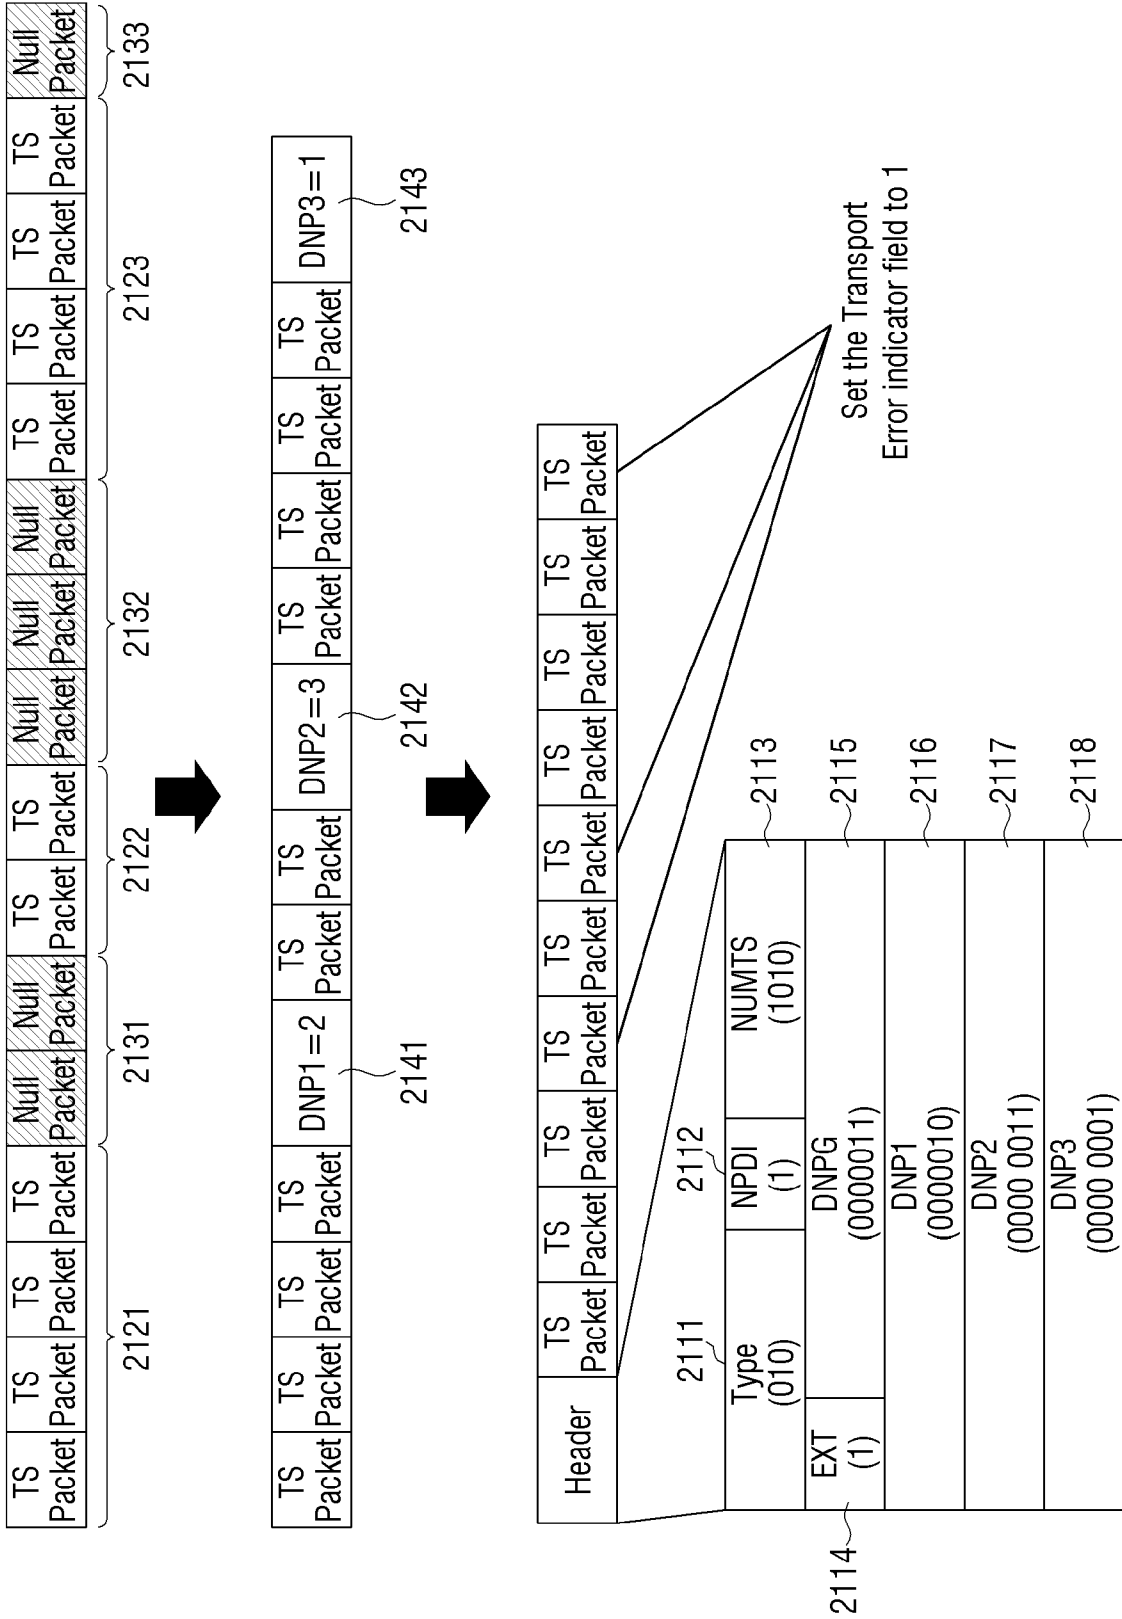 TS
Packet
TS
Packet
TS
Packet
TS
Packet
Null
Packet
Null
Packet
TS
Packet
TS
Packet
Null
Packet
Null
Packet
Null
Packet
TS
Packet
TS
Packet
TS
Packet
TS
Packet
Null
Packet
2121
2131
2122
2132
2123
2133
TS
Packet
TS
Packet
TS
Packet
TS
Packet
DNP1=2
TS
Packet
TS
Packet
DNP2=3
TS
Packet
TS
Packet
TS
Packet
TS
Packet
DNP3=1
2141
2142
2143
Header
TS
Packet
TS
Packet
TS
Packet
TS
Packet
TS
Packet
TS
Packet
TS
Packet
TS
Packet
TS
Packet
TS
Packet
Set the Transport
Error indicator field to 1
2111
2112
Type
(010)
NPDI
(1)
NUMTS
(1010)
2113
2114
EXT
(1)
DNPG
(0000011)
2115
DNP1
(0000010)
2116
DNP2
(0000 0011)
2117
DNP3
(0000 0001)
2118